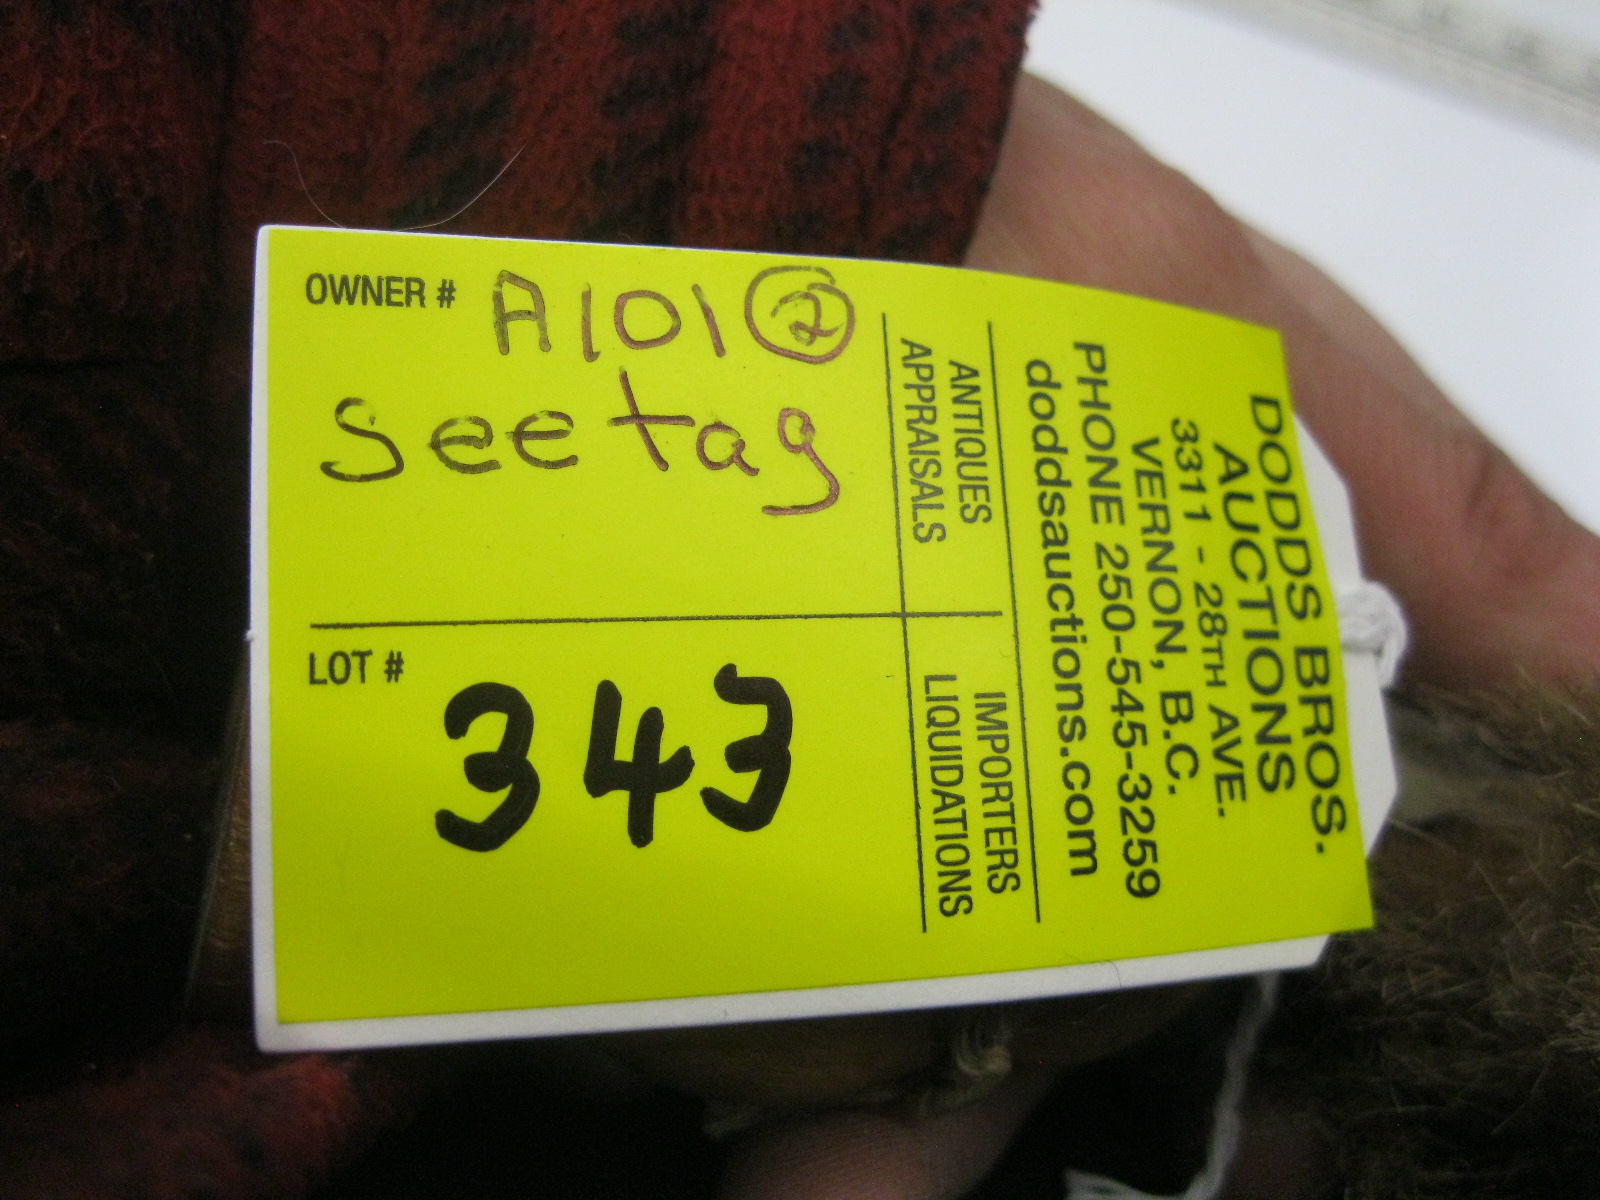 OWNER # A101 2
See tag
LOT #
343
DODDS BROS.
AUCTIONS
3311 - 28TH AVE.
VERNON, B.C.
PHONE 250-545-3259
doddsauctions.com
ANTIQUES
APPRAISALS
IMPORTERS
LIQUIDATIONS